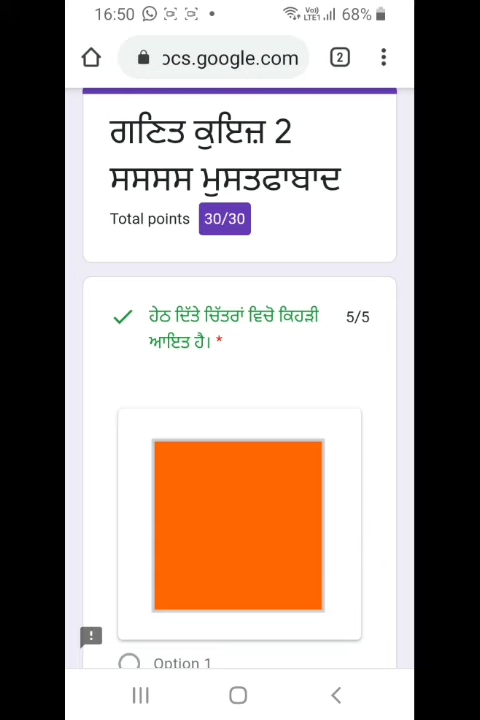 16:50 68%
ocs.google.com 2
ਗਣਿਤ ਕੁਇਜ਼ 2
ਸਸਸਸ ਮੁਸਤਫਾਬਾਦ
Total points 30/30
ਹੇਠ ਦਿੱਤੇ ਚਿੱਤਰਾਂ ਵਿਚੋ ਕਿਹੜੀ 5/5
ਆਇਤ ਹੈ। *
Option 1